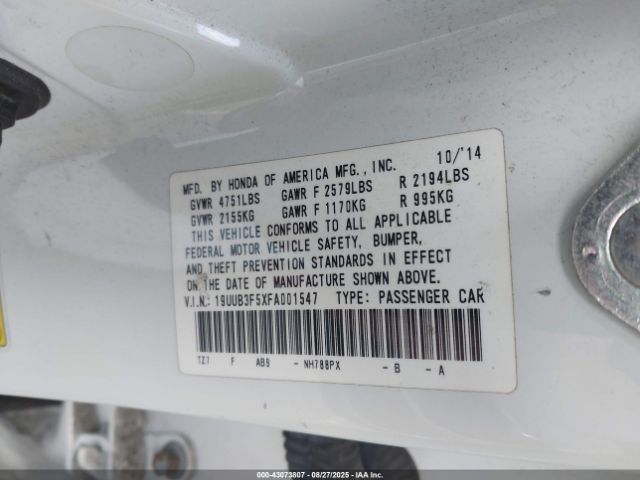 MFD. BY HONDA OF AMERICA MFG., INC. 10/'14
GVWR 4751LBS GAWR F 2579LBS R 2194LBS
GVWR 2155KG GAWR F 1170KG R 995KG
THIS VEHICLE CONFORMS TO ALL APPLICABLE
FEDERAL MOTOR VEHICLE SAFETY, BUMPER,
AND THEFT PREVENTION STANDARDS IN EFFECT
ON THE DATE OF MANUFACTURE SHOWN ABOVE.
V.I.N.: 19UUB3F5XFA001547 TYPE: PASSENGER CAR
TZ7 F AB9 -NH788PX -B -A
000-43073807 - 08/27/2025 - IAAI.COM